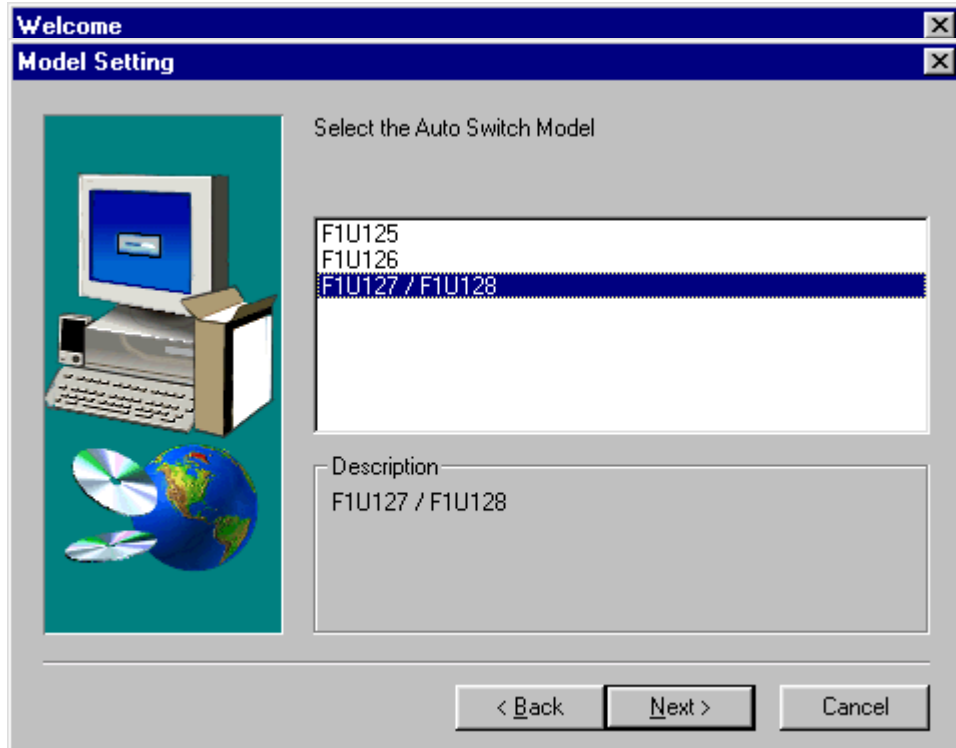 Welcome
Model Setting
Select the Auto Switch Model
F1U125
F1U126
F1U127 / F1U128
Description
F1U127 / F1U128
< Back
Next >
Cancel